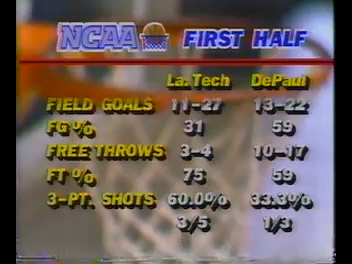 NCAA FIRST HALF
La. Tech DePaul
FIELD GOALS 11-27 13-22
FG% 31 59
FREE THROWS 3-4 10-17
FT% 75 59
3-PT. SHOTS 60.0% 33.3%
3/5 1/3